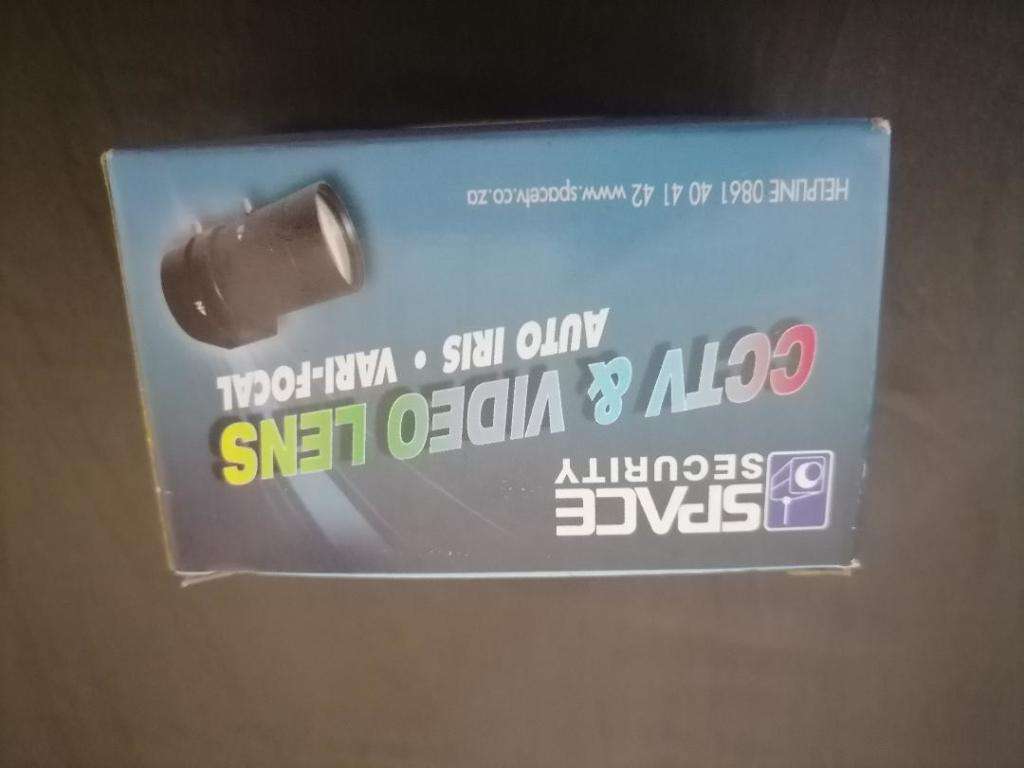 SPACE
SECURITY
CCTV & VIDEO LENS
AUTO IRIS • VARI-FOCAL
HELPLINE 0861 40 41 42 www.spacetv.co.za